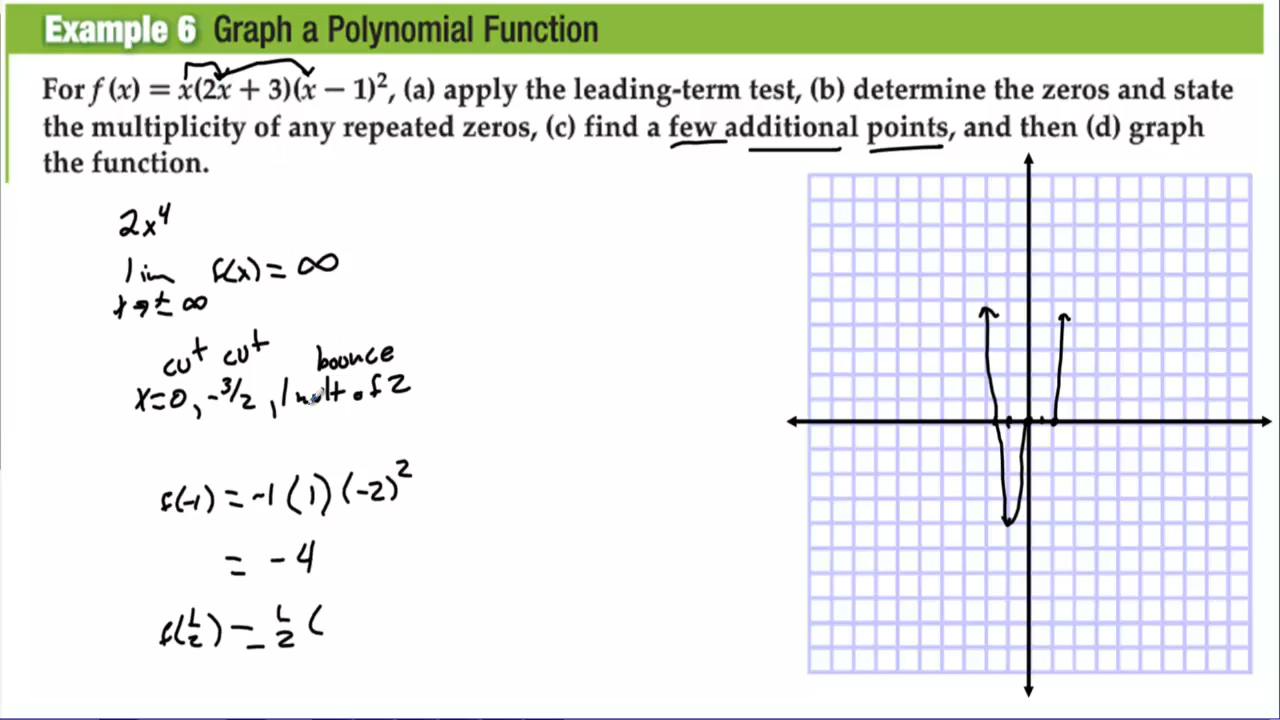 Example 6 Graph a Polynomial Function
For f (x) = x(2x + 3)(x − 1)², (a) apply the leading-term test, (b) determine the zeros and state
the multiplicity of any repeated zeros, (c) find a few additional points, and then (d) graph
the function.
2x⁴
lim f(x) = ∞
x→±∞
cut cut bounce
x=0, -3/2, 1 mult. of 2
f(-1) = -1(1)(-2)²
= -4
f(1/2) = 1/2 (